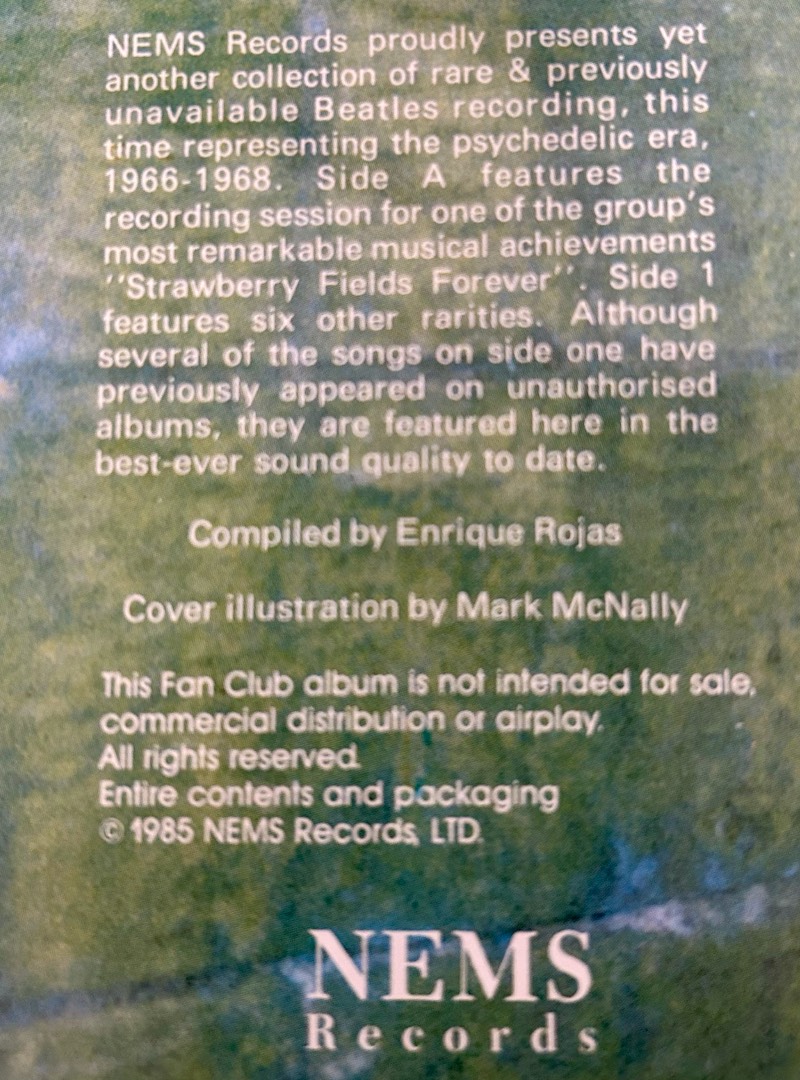 NEMS Records proudly presents yet
another collection of rare & previously
unavailable Beatles recording, this
time representing the psychedelic era,
1966-1968. Side A features the
recording session for one of the group's
most remarkable musical achievements
''Strawberry Fields Forever''. Side 1
features six other rarities. Although
several of the songs on side one have
previously appeared on unauthorised
albums, they are featured here in the
best-ever sound quality to date.
Compiled by Enrique Rojas
Cover illustration by Mark McNally
This Fan Club album is not intended for sale,
commercial distribution or airplay.
All rights reserved.
Entire contents and packaging
© 1985 NEMS Records, LTD.
NEMS
Records